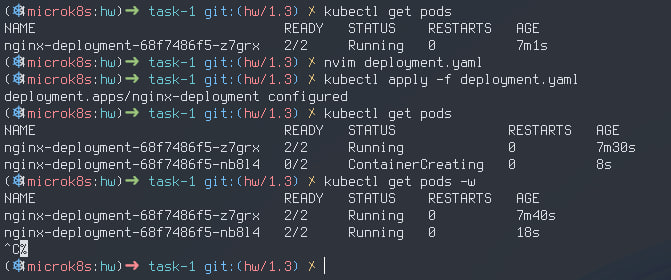 (⎈microk8s:hw)➜ task-1 git:(hw/1.3) ✗ kubectl get pods
NAME READY STATUS RESTARTS AGE
nginx-deployment-68f7486f5-z7grx 2/2 Running 0 7m1s
(⎈microk8s:hw)➜ task-1 git:(hw/1.3) ✗ nvim deployment.yaml
(⎈microk8s:hw)➜ task-1 git:(hw/1.3) ✗ kubectl apply -f deployment.yaml
deployment.apps/nginx-deployment configured
(⎈microk8s:hw)➜ task-1 git:(hw/1.3) ✗ kubectl get pods
NAME READY STATUS RESTARTS AGE
nginx-deployment-68f7486f5-z7grx 2/2 Running 0 7m30s
nginx-deployment-68f7486f5-nb8l4 0/2 ContainerCreating 0 8s
(⎈microk8s:hw)➜ task-1 git:(hw/1.3) ✗ kubectl get pods -w
NAME READY STATUS RESTARTS AGE
nginx-deployment-68f7486f5-z7grx 2/2 Running 0 7m40s
nginx-deployment-68f7486f5-nb8l4 2/2 Running 0 18s
^C%
(⎈microk8s:hw)➜ task-1 git:(hw/1.3) ✗